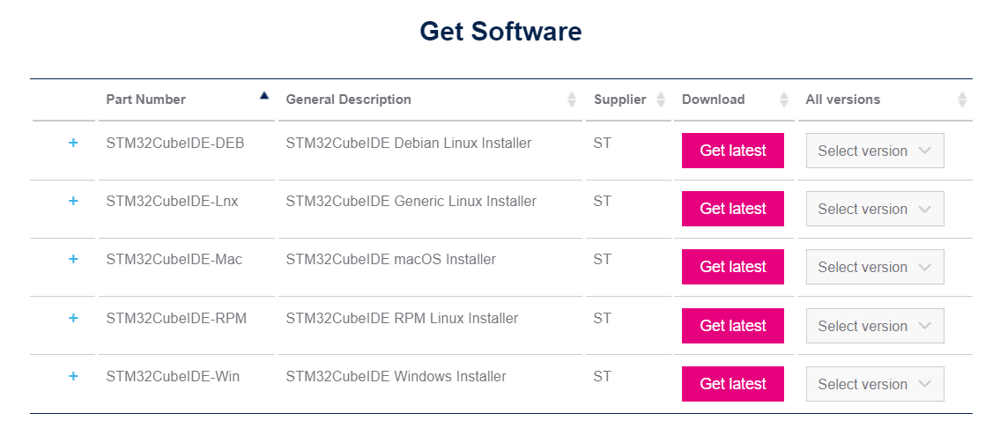 Get Software
Part Number General Description Supplier Download All versions
+ STM32CubeIDE-DEB STM32CubeIDE Debian Linux Installer ST Get latest Select version
+ STM32CubeIDE-Lnx STM32CubeIDE Generic Linux Installer ST Get latest Select version
+ STM32CubeIDE-Mac STM32CubeIDE macOS Installer ST Get latest Select version
+ STM32CubeIDE-RPM STM32CubeIDE RPM Linux Installer ST Get latest Select version
+ STM32CubeIDE-Win STM32CubeIDE Windows Installer ST Get latest Select version